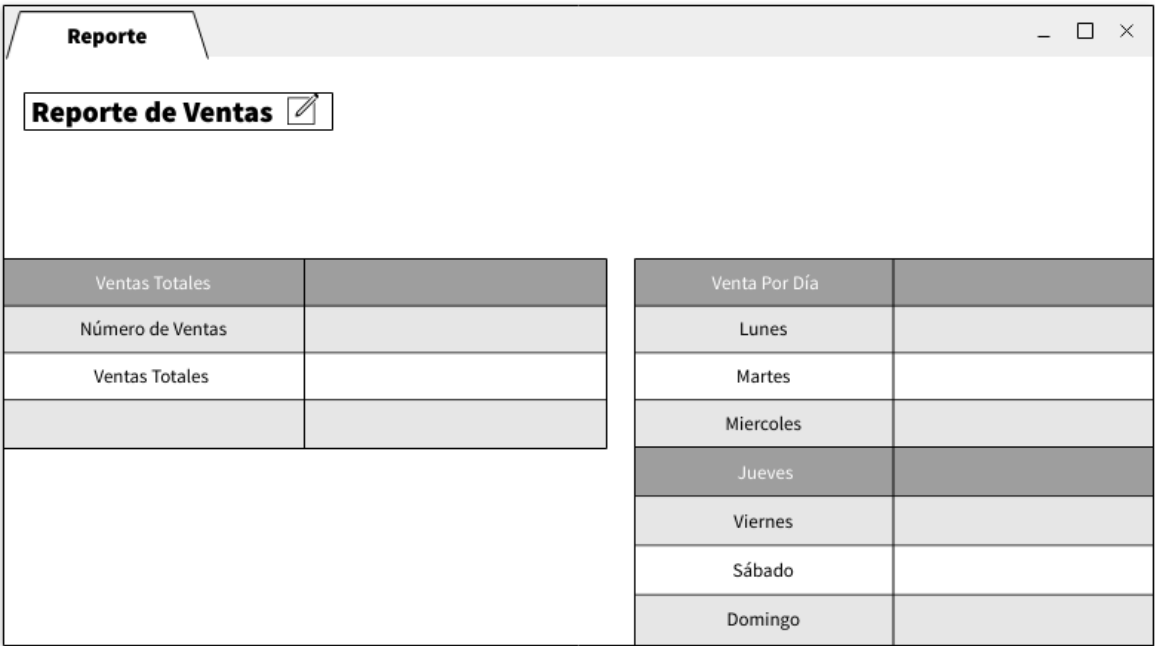 Reporte
Reporte de Ventas
Ventas Totales
Número de Ventas
Ventas Totales
Venta Por Día
Lunes
Martes
Miercoles
Jueves
Viernes
Sábado
Domingo